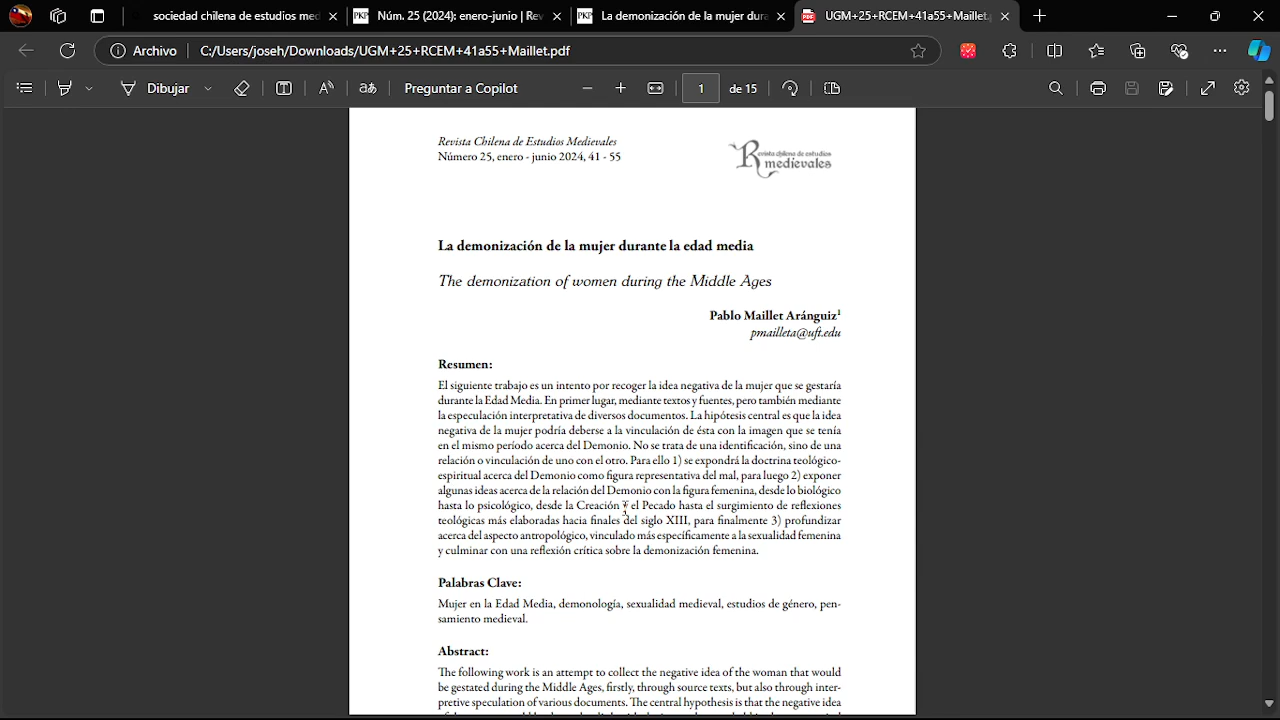 sociedad chilena de estudios med
Núm. 25 (2024): enero-junio | Rev
La demonización de la mujer dura
UGM+25+RCEM+41a55+Maillet.
Archivo
C:/Users/joseh/Downloads/UGM+25+RCEM+41a55+Maillet.pdf
Dibujar
Preguntar a Copilot
1 de 15
Revista Chilena de Estudios Medievales
Número 25, enero - junio 2024, 41 - 55
Revista chilena de estudios
medievales
La demonización de la mujer durante la edad media
The demonization of women during the Middle Ages
Pablo Maillet Aránguiz¹
pmailleta@uft.edu
Resumen:
El siguiente trabajo es un intento por recoger la idea negativa de la mujer que se gestaría
durante la Edad Media. En primer lugar, mediante textos y fuentes, pero también mediante
la especulación interpretativa de diversos documentos. La hipótesis central es que la idea
negativa de la mujer podría deberse a la vinculación de ésta con la imagen que se tenía
en el mismo período acerca del Demonio. No se trata de una identificación, sino de una
relación o vinculación de uno con el otro. Para ello 1) se expondrá la doctrina teológico-
espiritual acerca del Demonio como figura representativa del mal, para luego 2) exponer
algunas ideas acerca de la relación del Demonio con la figura femenina, desde lo biológico
hasta lo psicológico, desde la Creación y el Pecado hasta el surgimiento de reflexiones
teológicas más elaboradas hacia finales del siglo XIII, para finalmente 3) profundizar
acerca del aspecto antropológico, vinculado más específicamente a la sexualidad femenina
y culminar con una reflexión crítica sobre la demonización femenina.
Palabras Clave:
Mujer en la Edad Media, demonología, sexualidad medieval, estudios de género, pen-
samiento medieval.
Abstract:
The following work is an attempt to collect the negative idea of the woman that would
be gestated during the Middle Ages, firstly, through source texts, but also through inter-
pretive speculation of various documents. The central hypothesis is that the negative idea